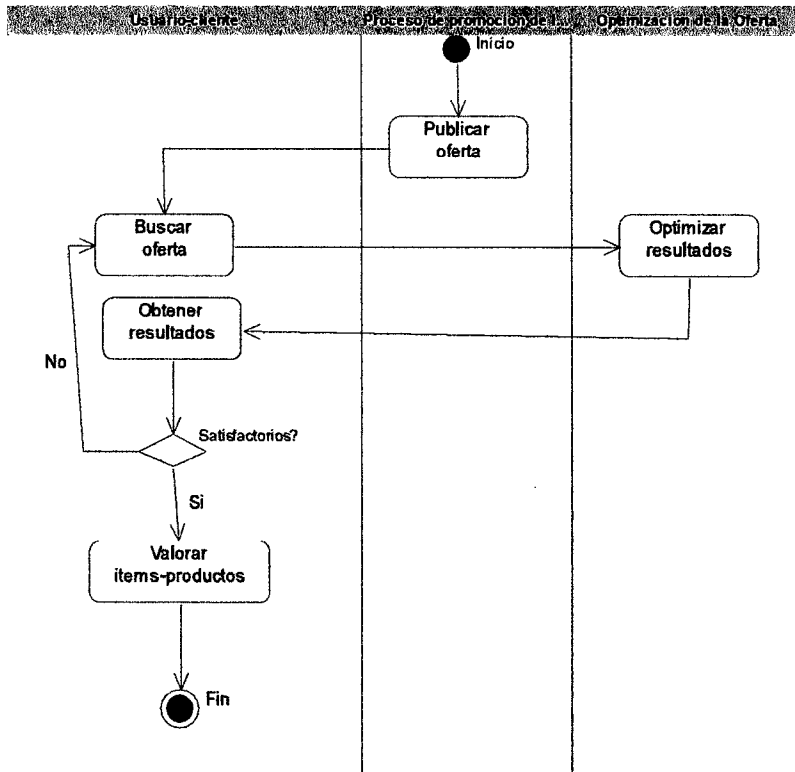 Usuario-cliente
Proceso de promoción de l...
Optimización de la Oferta
Inicio
Publicar
oferta
Buscar
oferta
Optimizar
resultados
Obtener
resultados
No
Satisfactorios?
Si
Valorar
items-productos
Fin